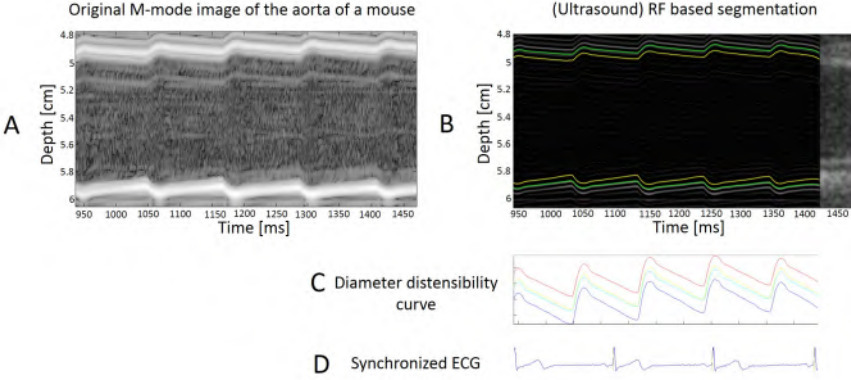 Original M-mode image of the aorta of a mouse
(Ultrasound) RF based segmentation
A
Depth [cm]
4.8
5
5.2
5.4
5.6
5.8
6
950 1000 1050 1100 1150 1200 1250 1300 1350 1400 1450
Time [ms]
B
Depth [cm]
4.8
5
5.2
5.4
5.6
5.8
6
950 1000 1050 1100 1150 1200 1250 1300 1350 1400 1450
Time [ms]
C Diameter distensibility
curve
D Synchronized ECG